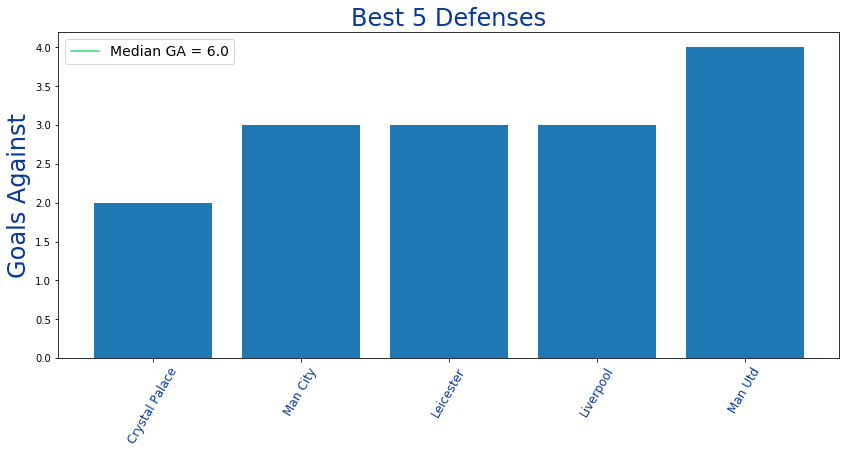 Best 5 Defenses
Median GA = 6.0
Goals Against
4.0
3.5
3.0
2.5
2.0
1.5
1.0
0.5
0.0
Crystal Palace
Man City
Leicester
Liverpool
Man Utd